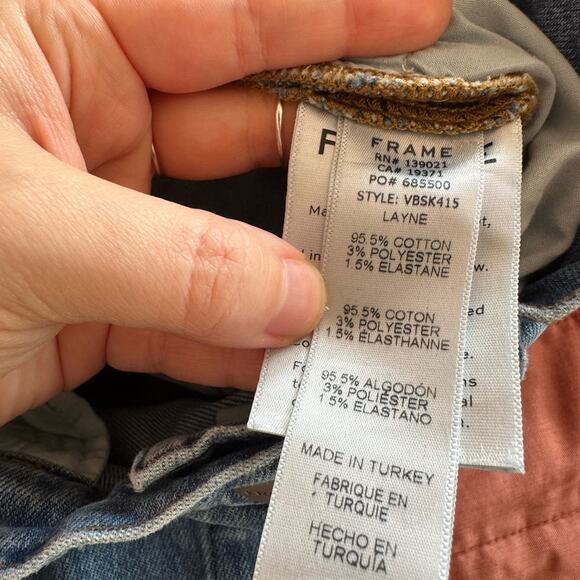 FRAME
RN# 139021
CA# 19371
PO# 685500
STYLE: VBSK415
LAYNE
95.5% COTTON
3% POLYESTER
1.5% ELASTANE
95.5% COTON
3% POLYESTER
1.5% ELASTHANNE
95.5% ALGODÓN
3% POLIÉSTER
1.5% ELASTANO
MADE IN TURKEY
FABRIQUE EN
TURQUIE
HECHO EN
TURQUÍA